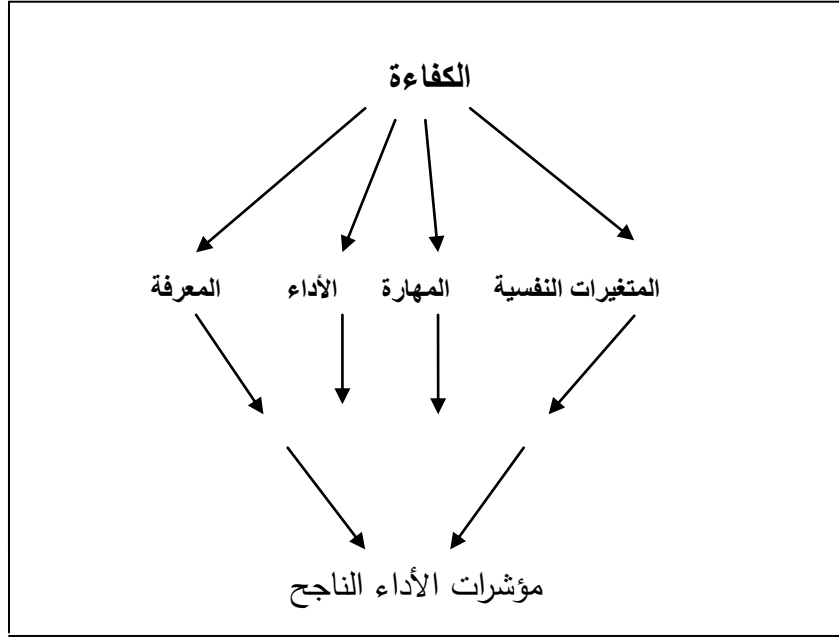 الكفاءة
المتغيرات النفسية المهارة الأداء المعرفة
مؤشرات الأداء الناجح